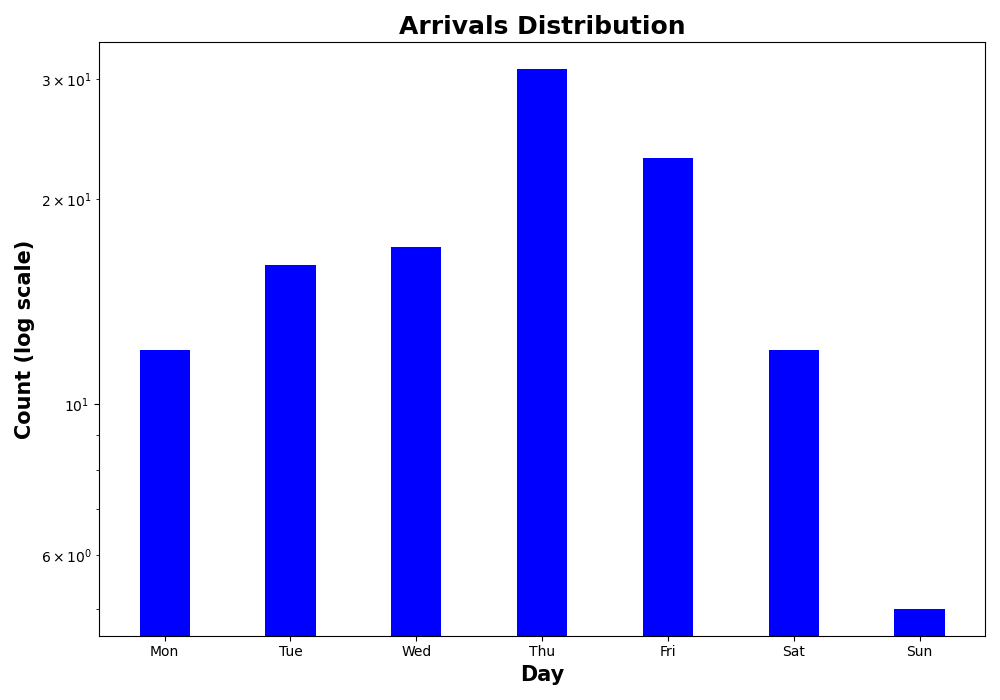 Arrivals Distribution
Count (log scale)
3 × 10¹
2 × 10¹
10¹
6 × 10⁰
Mon Tue Wed Thu Fri Sat Sun
Day